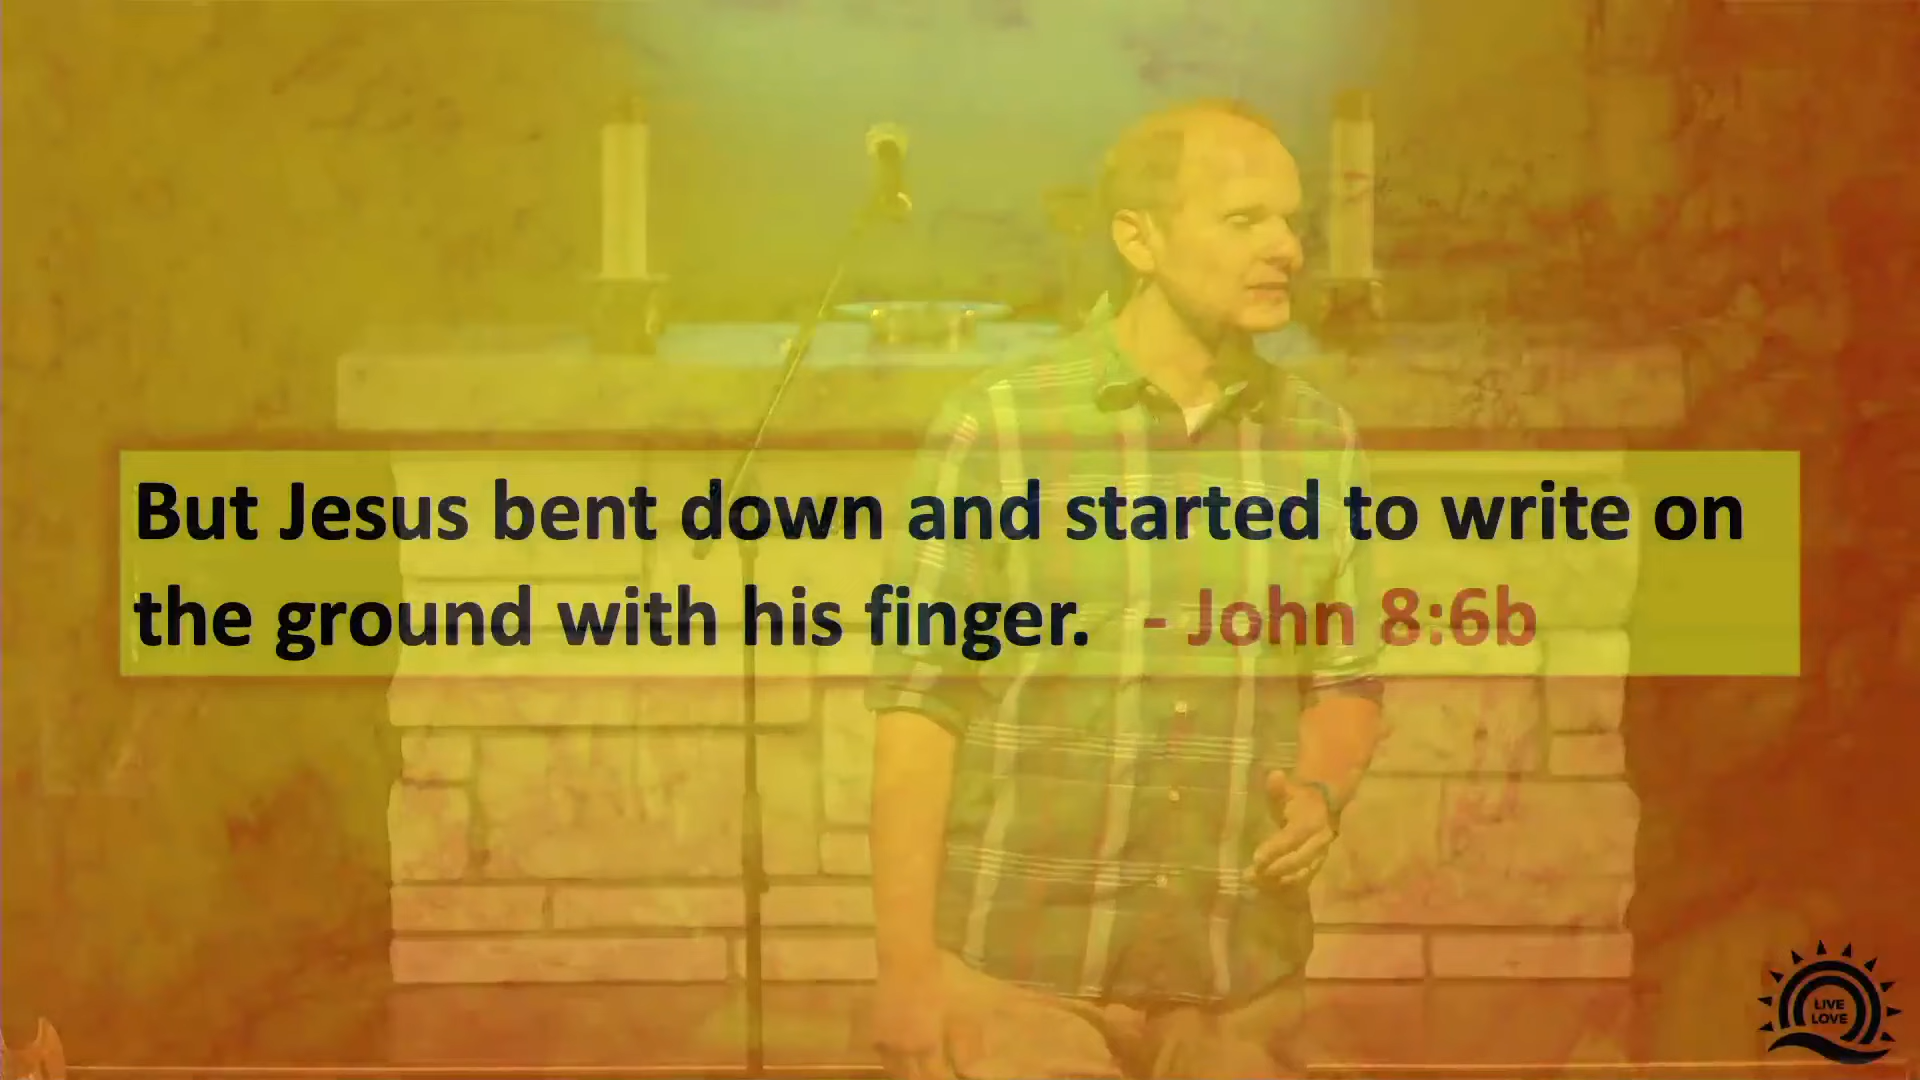 But Jesus bent down and started to write on
the ground with his finger. - John 8:6b
LIVE
LOVE